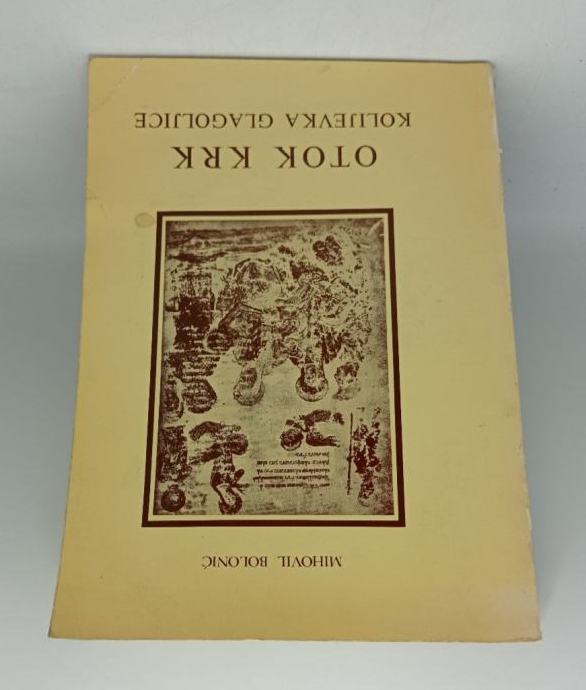 MIHOVIL BOLONIĆ
OTOK KRK
KOLIJEVKA GLAGOLJICE